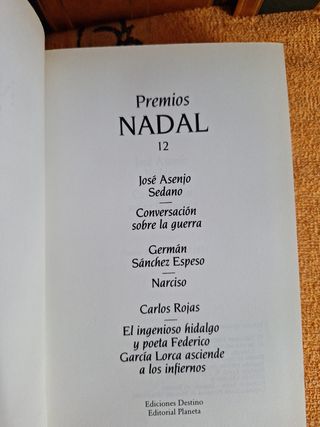 Premios
NADAL
12
José Asenjo
Sedano
Conversación
sobre la guerra
Germán
Sánchez Espeso
Narciso
Carlos Rojas
El ingenioso hidalgo
y poeta Federico
García Lorca asciende
a los infiernos
Ediciones Destino
Editorial Planeta